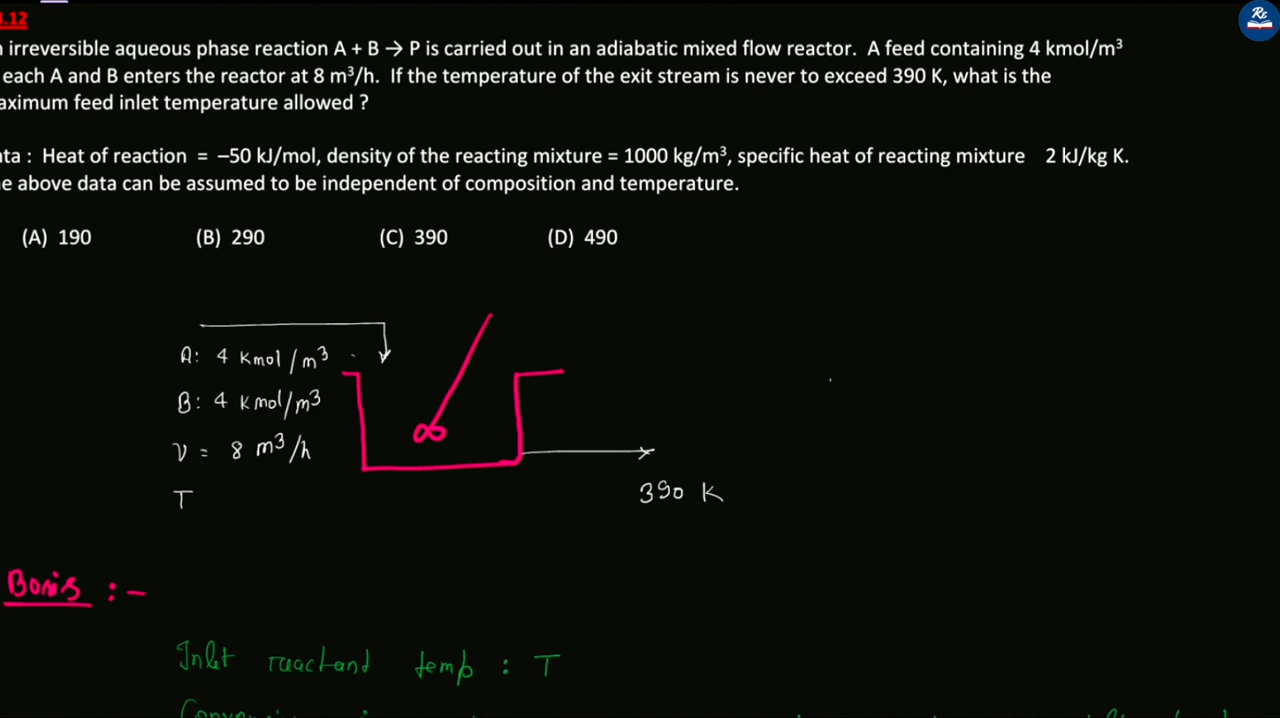 .12
Re
irreversible aqueous phase reaction A + B → P is carried out in an adiabatic mixed flow reactor. A feed containing 4 kmol/m³
each A and B enters the reactor at 8 m³/h. If the temperature of the exit stream is never to exceed 390 K, what is the
aximum feed inlet temperature allowed ?
ta : Heat of reaction = –50 kJ/mol, density of the reacting mixture = 1000 kg/m³, specific heat of reacting mixture 2 kJ/kg K.
e above data can be assumed to be independent of composition and temperature.
(A) 190 (B) 290 (C) 390 (D) 490
A: 4 Kmol/m³
B: 4 Kmol/m³
ν = 8 m³/h
T
390 K
:-
Inlet reactant temp : T